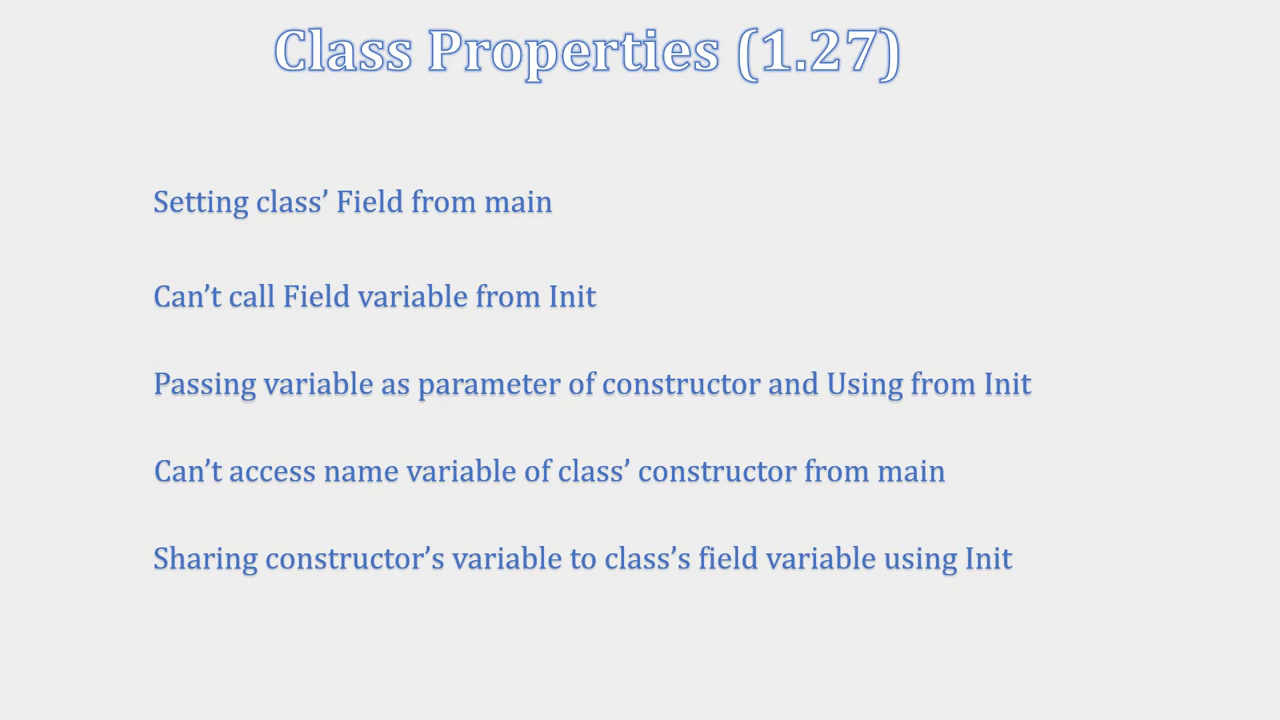 Class Properties (1.27)
Setting class’ Field from main
Can’t call Field variable from Init
Passing variable as parameter of constructor and Using from Init
Can’t access name variable of class’ constructor from main
Sharing constructor’s variable to class’s field variable using Init